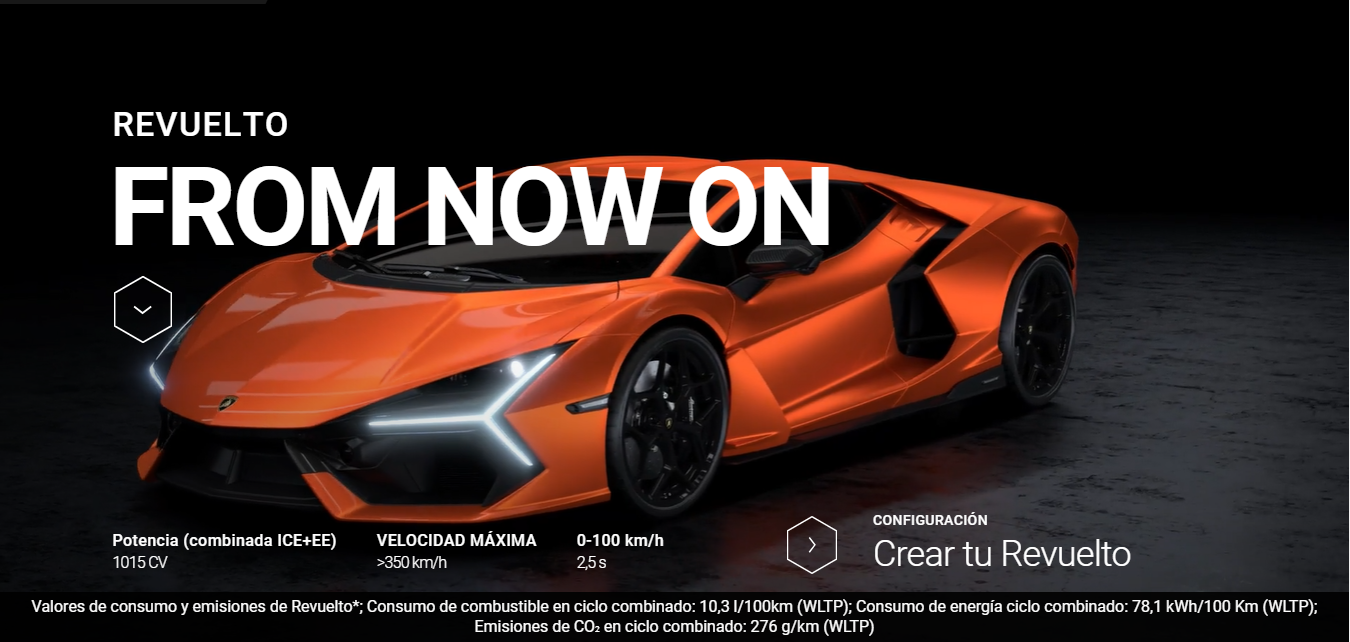 REVUELTO
FROM NOW ON
Potencia (combinada ICE+EE)
1015 CV
VELOCIDAD MÁXIMA
>350 km/h
0-100 km/h
2,5 s
CONFIGURACIÓN
Crear tu Revuelto
Valores de consumo y emisiones de Revuelto*; Consumo de combustible en ciclo combinado: 10,3 l/100km (WLTP); Consumo de energía ciclo combinado: 78,1 kWh/100 Km (WLTP);
Emisiones de CO₂ en ciclo combinado: 276 g/km (WLTP)